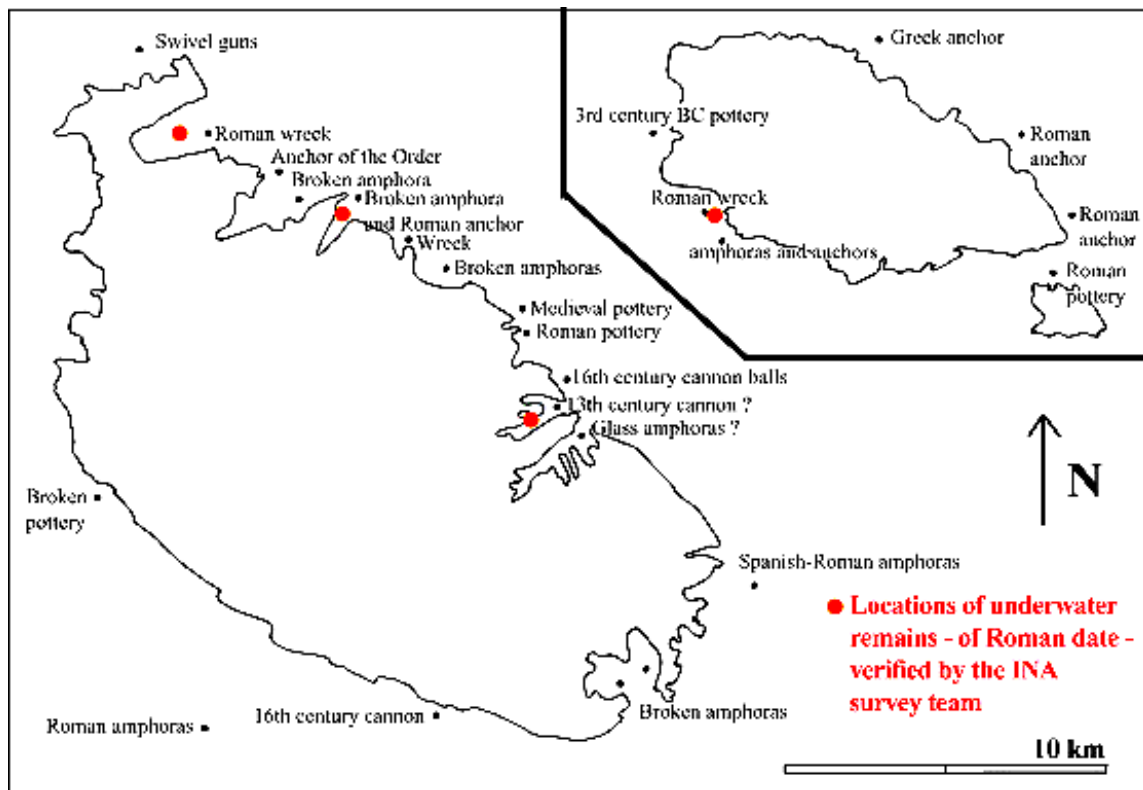 Swivel guns
Greek anchor
3rd century BC pottery
Roman wreck
Roman
anchor
Anchor of the Order
Broken amphora
Broken amphora
and Roman anchor
Roman wreck
Wreck
Roman
anchor
amphoras and anchors
Broken amphoras
Roman
pottery
Medieval pottery
Roman pottery
16th century cannon balls
13th century cannon ?
Glass amphoras ?
N
Broken
pottery
Spanish-Roman amphoras
Locations of underwater
remains - of Roman date -
verified by the INA
survey team
Broken amphoras
16th century cannon
Roman amphoras
10 km